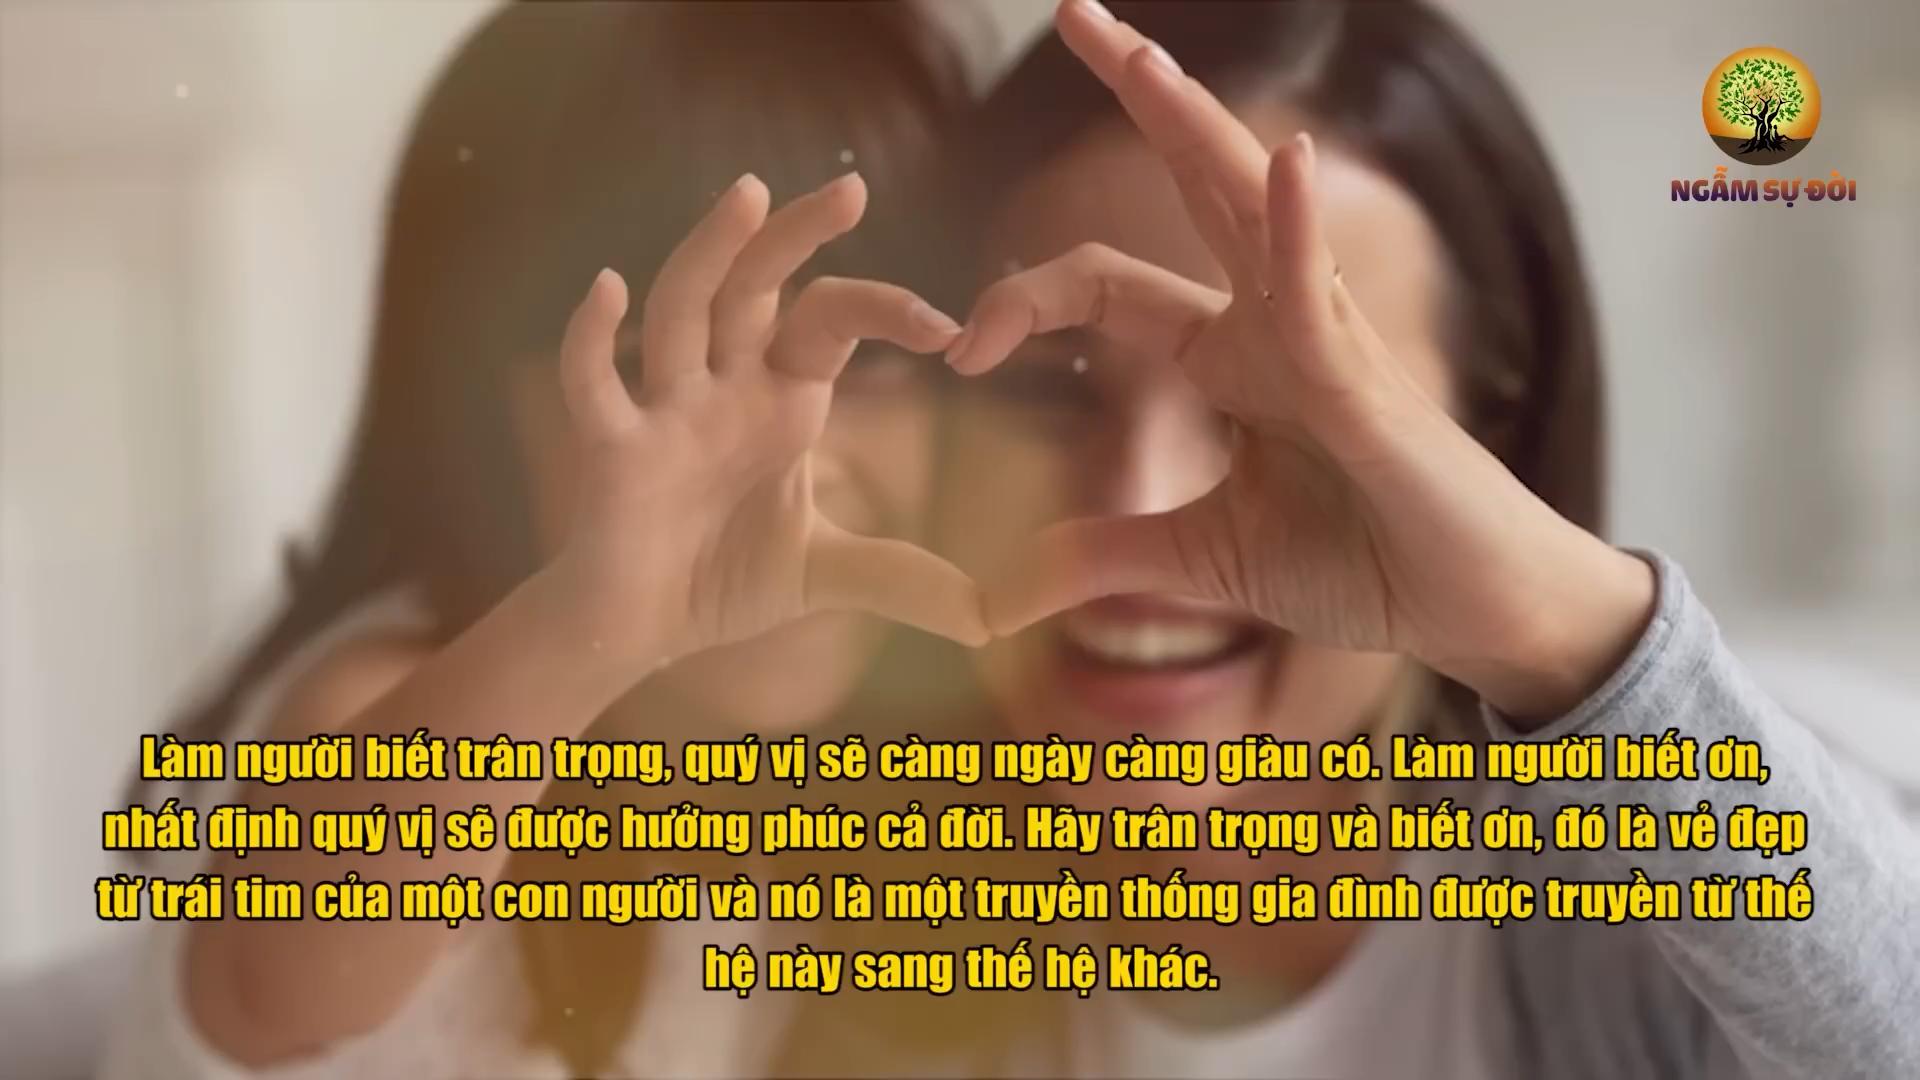 NGẪM SỰ ĐỜI
Làm người biết trân trọng, quý vị sẽ càng ngày càng giàu có. Làm người biết ơn,
nhất định quý vị sẽ được hưởng phúc cả đời. Hãy trân trọng và biết ơn, đó là vẻ đẹp
từ trái tim của một con người và nó là một truyền thống gia đình được truyền từ thế
hệ này sang thế hệ khác.